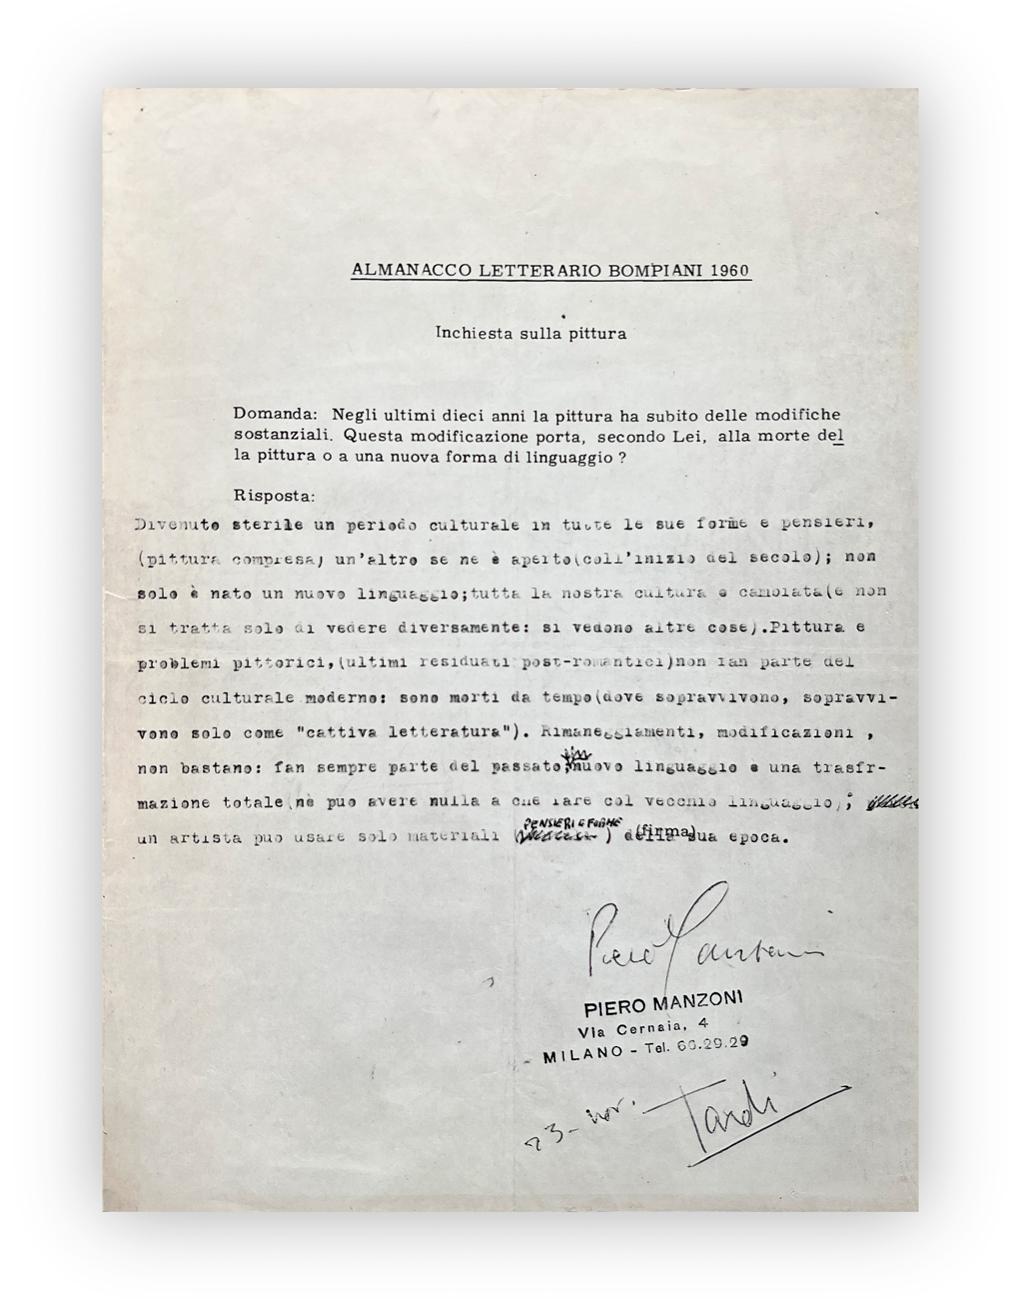 ALMANACCO LETTERARIO BOMPIANI 1960
Inchiesta sulla pittura
Domanda: Negli ultimi dieci anni la pittura ha subito delle modifiche
sostanziali. Questa modificazione porta, secondo Lei, alla morte del
la pittura o a una nuova forma di linguaggio ?
Risposta:
Divenuto sterile un periodo culturale in tutte le sue forme e pensieri,
(pittura compresa) un'altro se ne è aperto(coll'inizio del secolo); non
solo è nato un nuovo linguaggio;tutta la nostra cultura è cambiata(e non
si tratta solo di vedere diversamente: si vedono altre cose).Pittura e
problemi pittorici,(ultimi residuati post-romantici)non fan parte del
ciclo culturale moderno: sono morti da tempo(dove sopravvivono, sopravvi-
vono solo come "cattiva letteratura"). Rimaneggiamenti, modificazioni ,
non bastano: fan sempre parte del passato; nuovo linguaggio è una trasfr-
mazione totale(nè può avere nulla a che fare col vecchio linguaggio);
PENSIERI E FORME
un artista può usare solo materiali ( ) della sua epoca.
(firma)
Piero Manzoni
PIERO MANZONI
Via Cernaia, 4
MILANO - Tel. 66.29.29
23- nov. Tardi